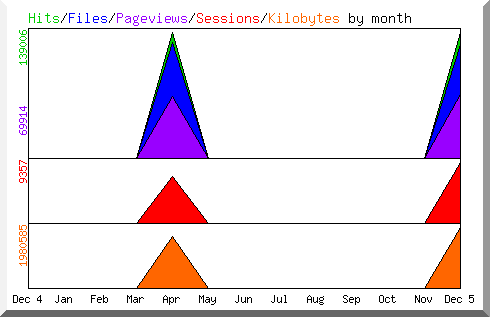 Hits/Files/Pageviews/Sessions/Kilobytes by month
139006
69914
9357
1980585
Dec 4 Jan Feb Mar Apr May Jun Jul Aug Sep Oct Nov Dec 5